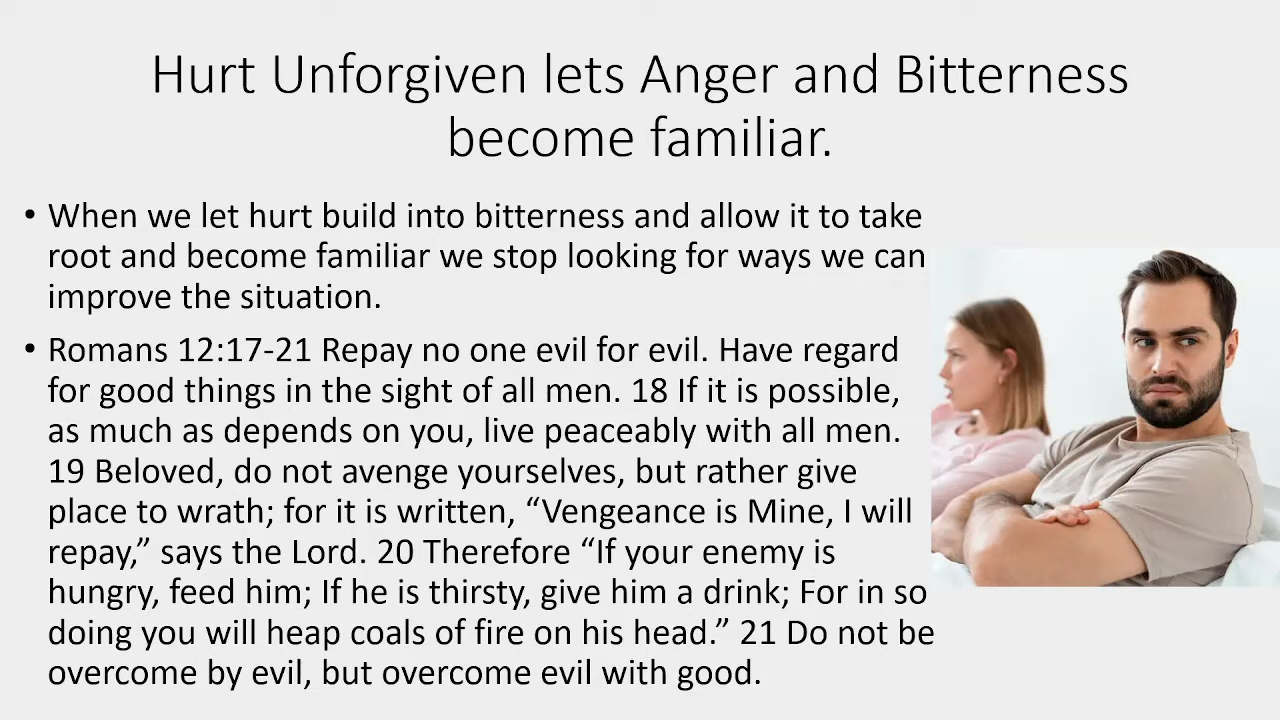 Hurt Unforgiven lets Anger and Bitterness
become familiar.
• When we let hurt build into bitterness and allow it to take
root and become familiar we stop looking for ways we can
improve the situation.
• Romans 12:17-21 Repay no one evil for evil. Have regard
for good things in the sight of all men. 18 If it is possible,
as much as depends on you, live peaceably with all men.
19 Beloved, do not avenge yourselves, but rather give
place to wrath; for it is written, “Vengeance is Mine, I will
repay,” says the Lord. 20 Therefore “If your enemy is
hungry, feed him; If he is thirsty, give him a drink; For in so
doing you will heap coals of fire on his head.” 21 Do not be
overcome by evil, but overcome evil with good.